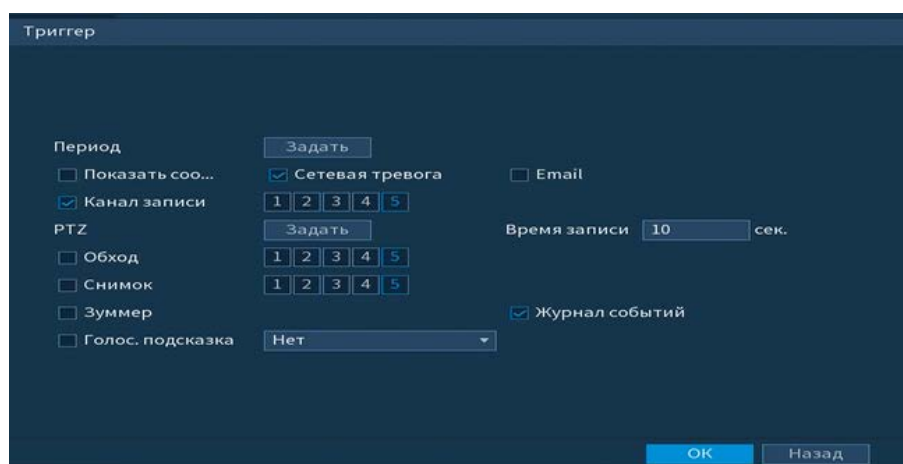 Триггер
Период Задать
Показать соо... Сетевая тревога Email
Канал записи 1 2 3 4 5
PTZ Задать Время записи 10 сек.
Обход 1 2 3 4 5
Снимок 1 2 3 4 5
Зуммер Журнал событий
Голос. подсказка Нет
OK Назад